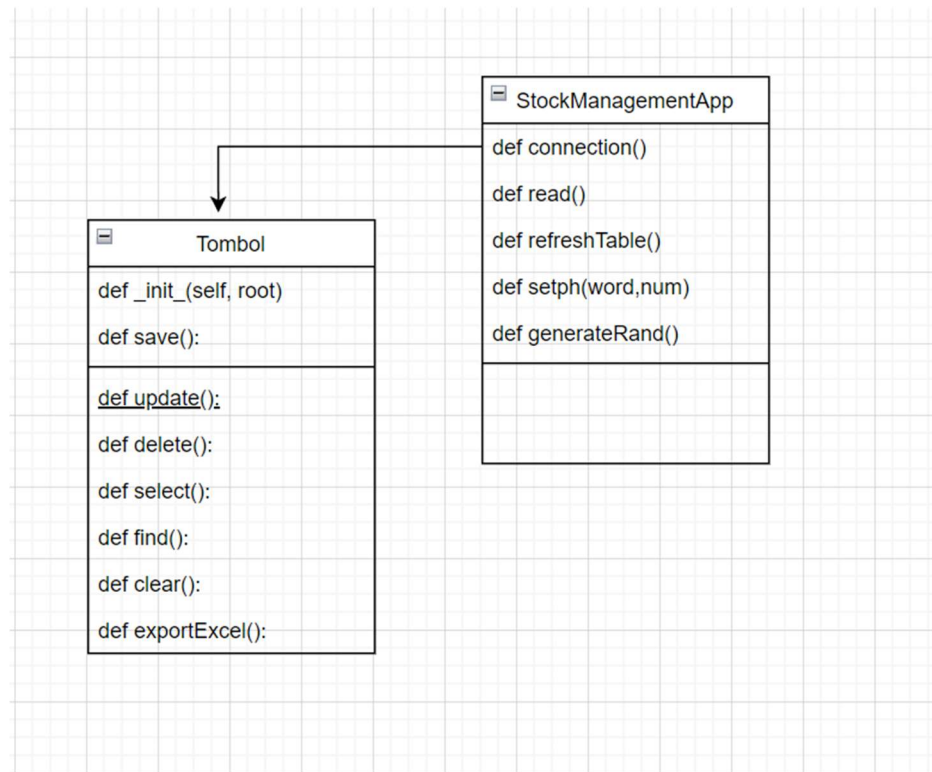 StockManagementApp
def connection()
def read()
def refreshTable()
def setph(word,num)
def generateRand()
Tombol
def _init_(self, root)
def save():
def update():
def delete():
def select():
def find():
def clear():
def exportExcel():